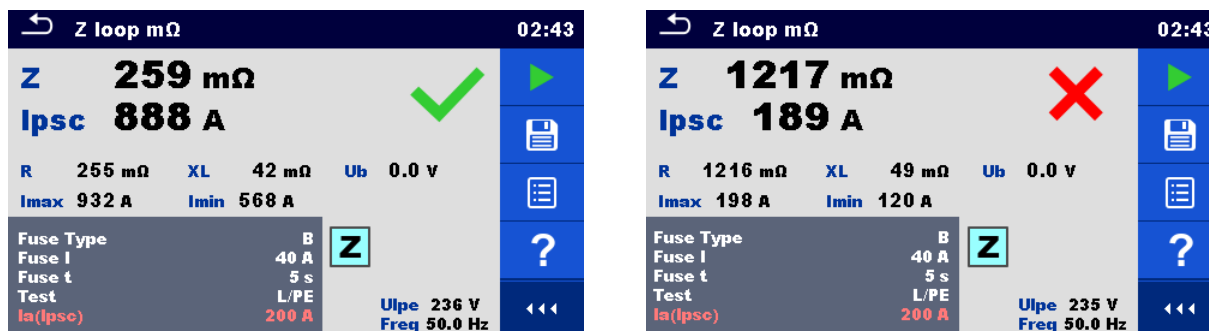 Z loop mΩ 02:43
Z 259 mΩ
Ipsc 888 A
R 255 mΩ XL 42 mΩ Ub 0.0 V
Imax 932 A Imin 568 A
Fuse Type B
Fuse I 40 A
Fuse t 5 s
Test L/PE
Ia(Ipsc) 200 A
Z
?
Ulpe 236 V
Freq 50.0 Hz
Z loop mΩ 02:43
Z 1217 mΩ
Ipsc 189 A
R 1216 mΩ XL 49 mΩ Ub 0.0 V
Imax 198 A Imin 120 A
Fuse Type B
Fuse I 40 A
Fuse t 5 s
Test L/PE
Ia(Ipsc) 200 A
Z
?
Ulpe 235 V
Freq 50.0 Hz